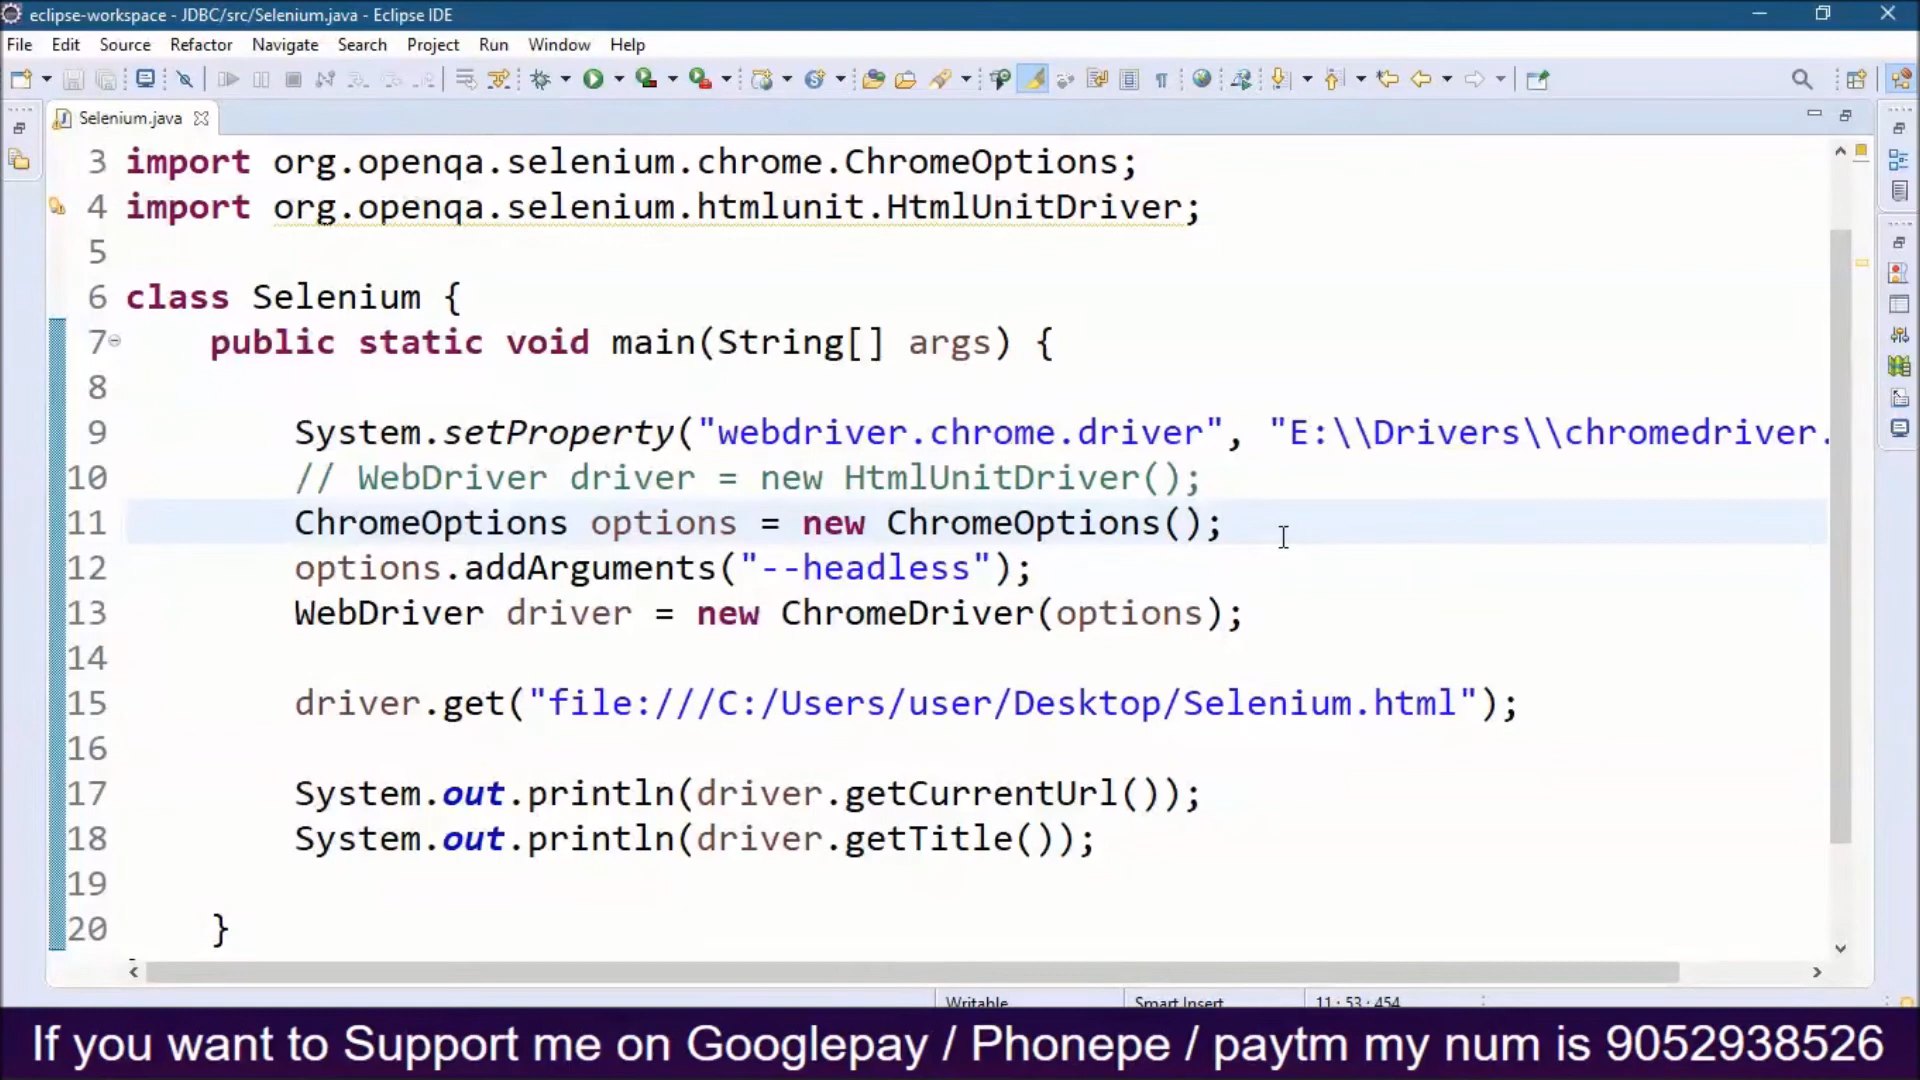 eclipse-workspace - JDBC/src/Selenium.java - Eclipse IDE
File Edit Source Refactor Navigate Search Project Run Window Help
Selenium.java
3 import org.openqa.selenium.chrome.ChromeOptions;
4 import org.openqa.selenium.htmlunit.HtmlUnitDriver;
5
6 class Selenium {
7 public static void main(String[] args) {
8
9 System.setProperty("webdriver.chrome.driver", "E:\\Drivers\\chromedriver.
10 // WebDriver driver = new HtmlUnitDriver();
11 ChromeOptions options = new ChromeOptions();
12 options.addArguments("--headless");
13 WebDriver driver = new ChromeDriver(options);
14
15 driver.get("file:///C:/Users/user/Desktop/Selenium.html");
16
17 System.out.println(driver.getCurrentUrl());
18 System.out.println(driver.getTitle());
19
20 }
Writable Smart Insert 11 : 53 : 454
If you want to Support me on Googlepay / Phonepe / paytm my num is 9052938526